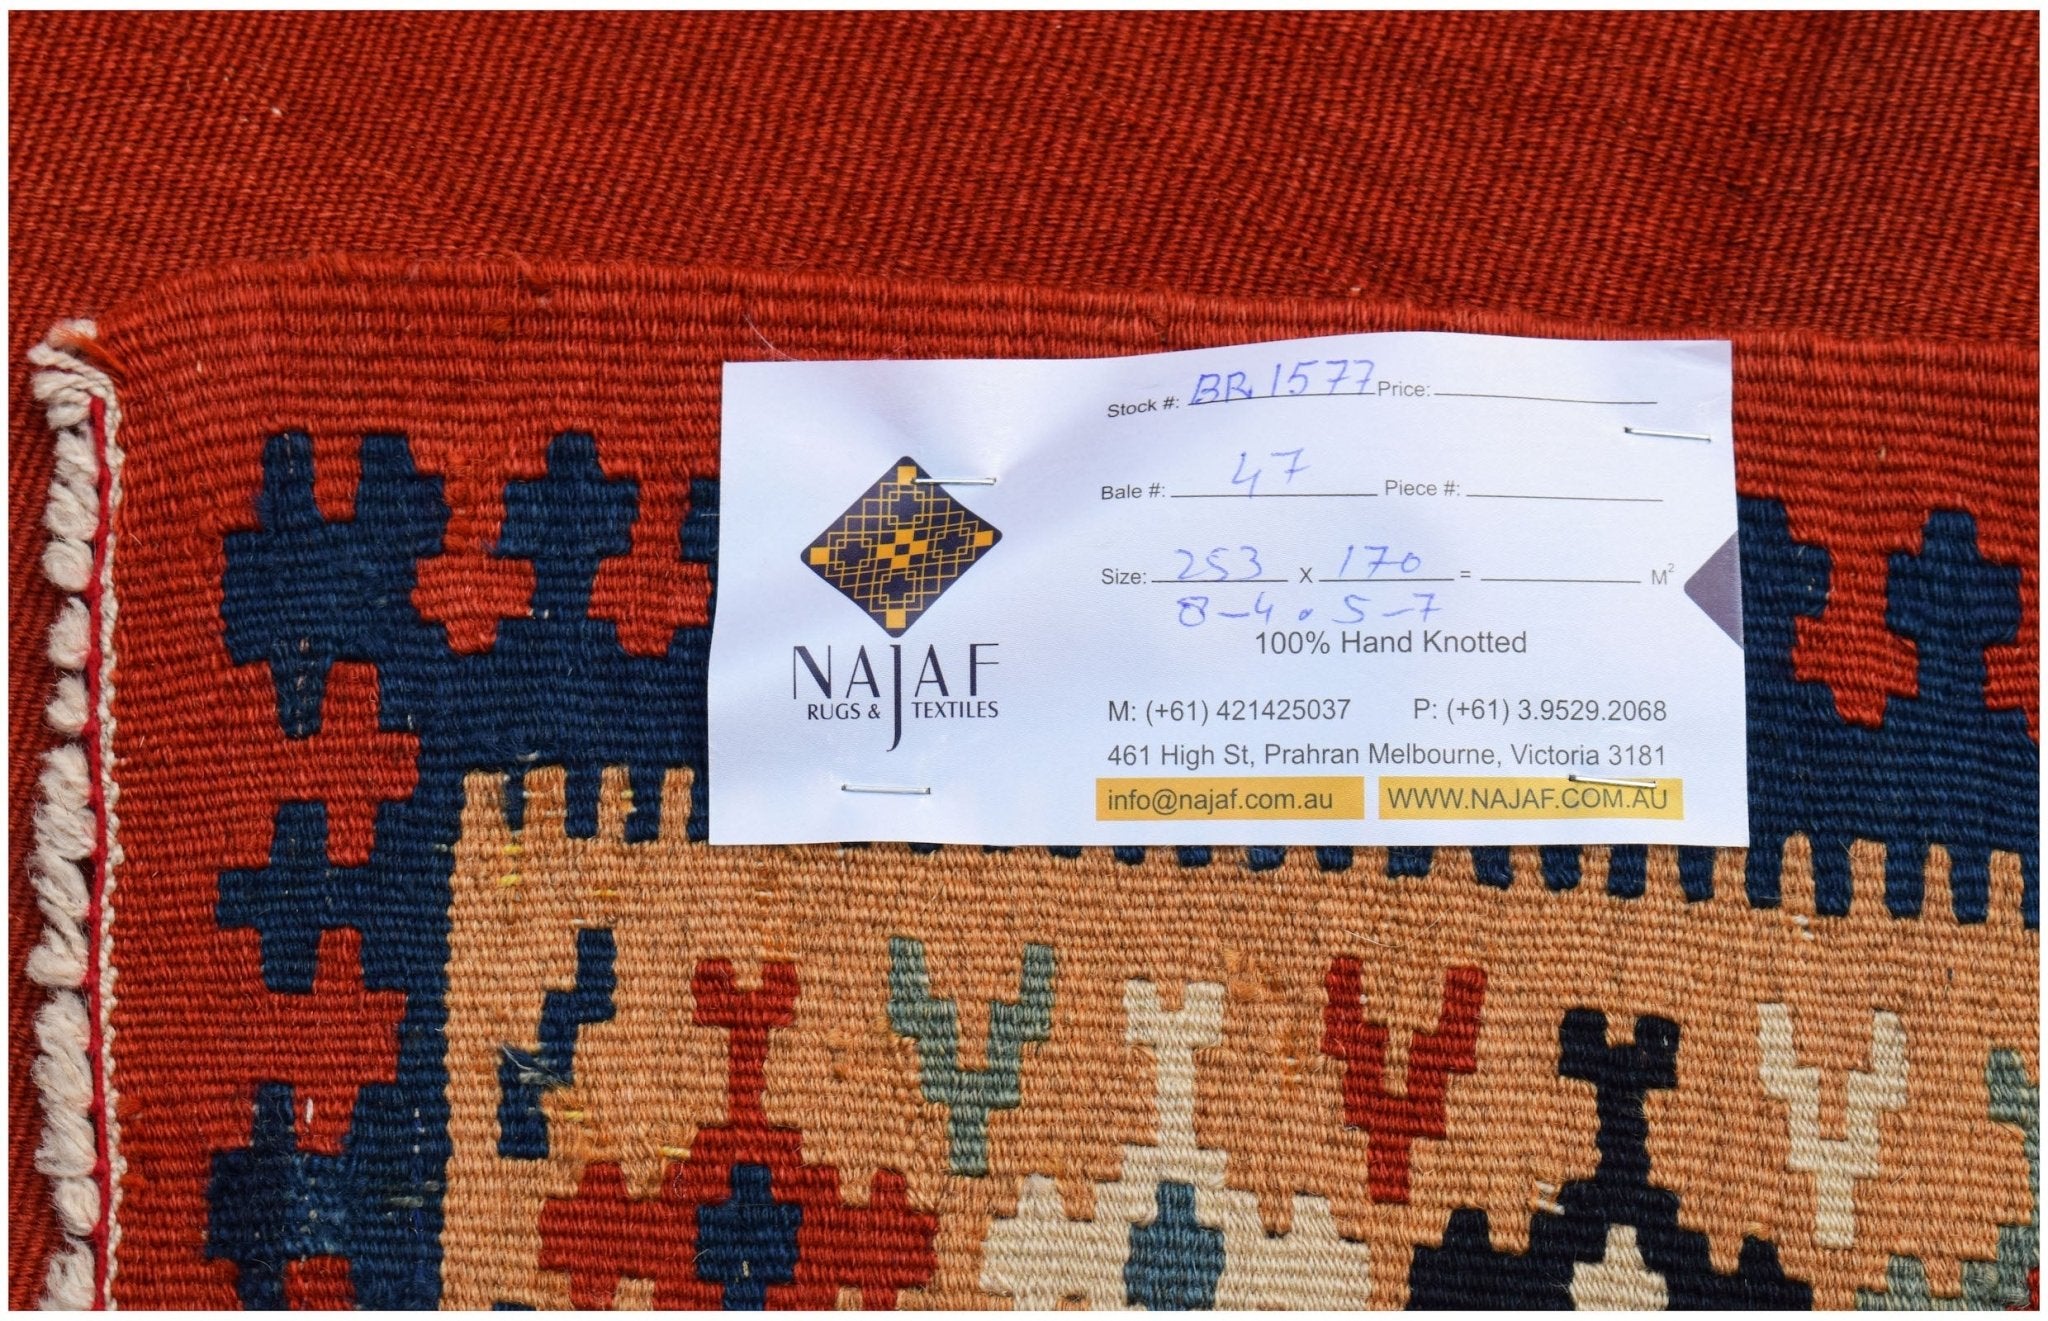 NAJAF
RUGS & TEXTILES
Stock #: BR 1577 Price:
Bale #: 47 Piece #:
Size: 253 X 170 = M²
8-4 . 5-7
100% Hand Knotted
M: (+61) 421425037 P: (+61) 3.9529.2068
461 High St, Prahran Melbourne, Victoria 3181
info@najaf.com.au WWW.NAJAF.COM.AU